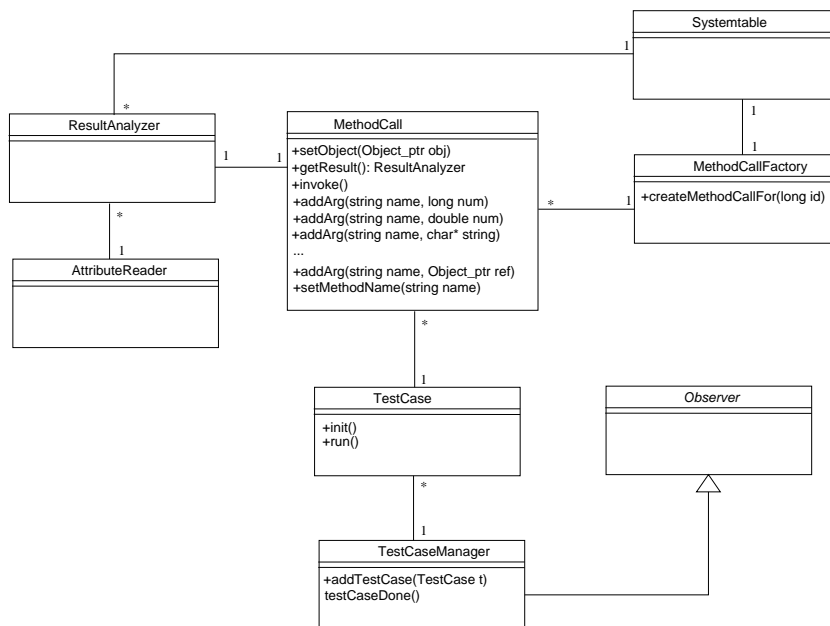 Systemtable
1
*
1
ResultAnalyzer
MethodCall
+setObject(Object_ptr obj)
+getResult(): ResultAnalyzer
+invoke()
+addArg(string name, long num)
+addArg(string name, double num)
+addArg(string name, char* string)
...
+addArg(string name, Object_ptr ref)
+setMethodName(string name)
1
1
1
MethodCallFactory
+createMethodCallFor(long id)
*
1
*
1
AttributeReader
*
1
TestCase
+init()
+run()
Observer
*
1
TestCaseManager
+addTestCase(TestCase t)
testCaseDone()